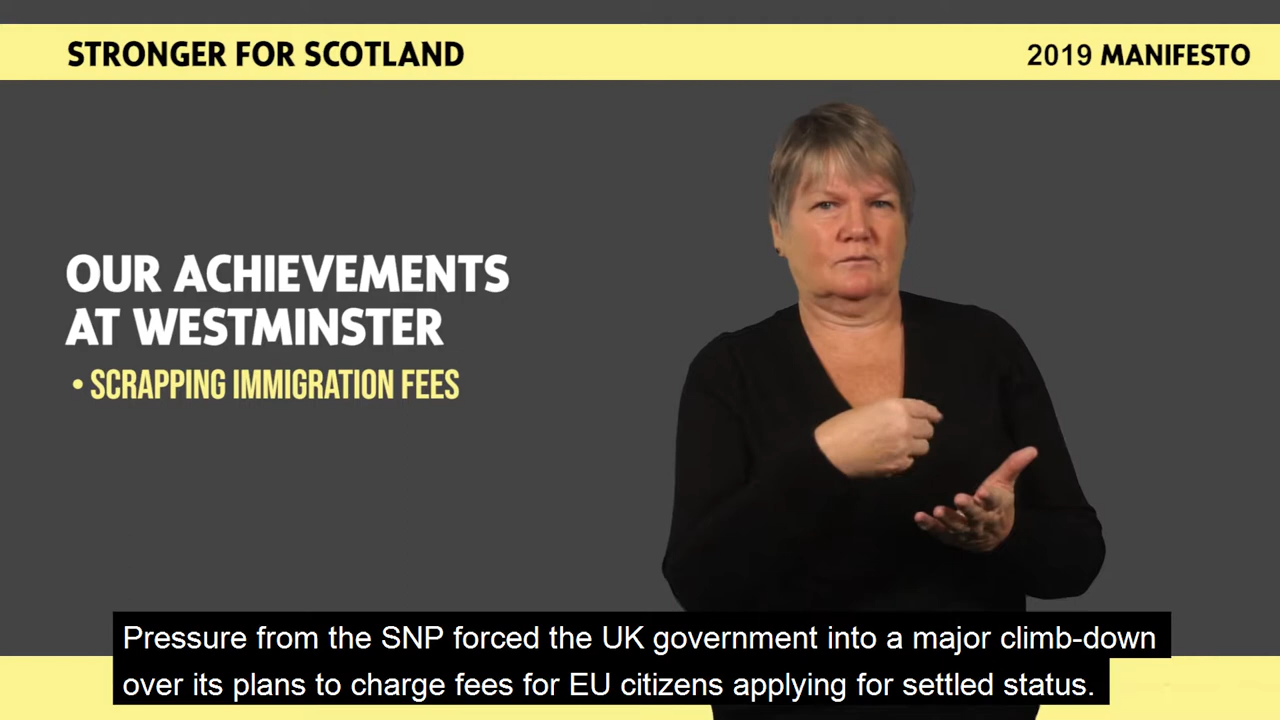 STRONGER FOR SCOTLAND
2019 MANIFESTO
OUR ACHIEVEMENTS
AT WESTMINSTER
• SCRAPPING IMMIGRATION FEES
Pressure from the SNP forced the UK government into a major climb-down
over its plans to charge fees for EU citizens applying for settled status.